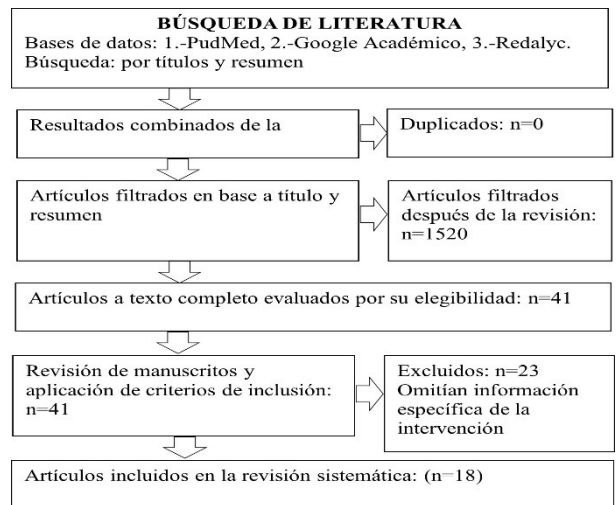 BÚSQUEDA DE LITERATURA
Bases de datos: 1.-PudMed, 2.-Google Académico, 3.-Redalyc.
Búsqueda: por títulos y resumen
Resultados combinados de la
Duplicados: n=0
Artículos filtrados en base a título y
resumen
Artículos filtrados
después de la revisión:
n=1520
Artículos a texto completo evaluados por su elegibilidad: n=41
Revisión de manuscritos y
aplicación de criterios de inclusión:
n=41
Excluidos: n=23
Omitían información
específica de la
intervención
Artículos incluidos en la revisión sistemática: (n=18)